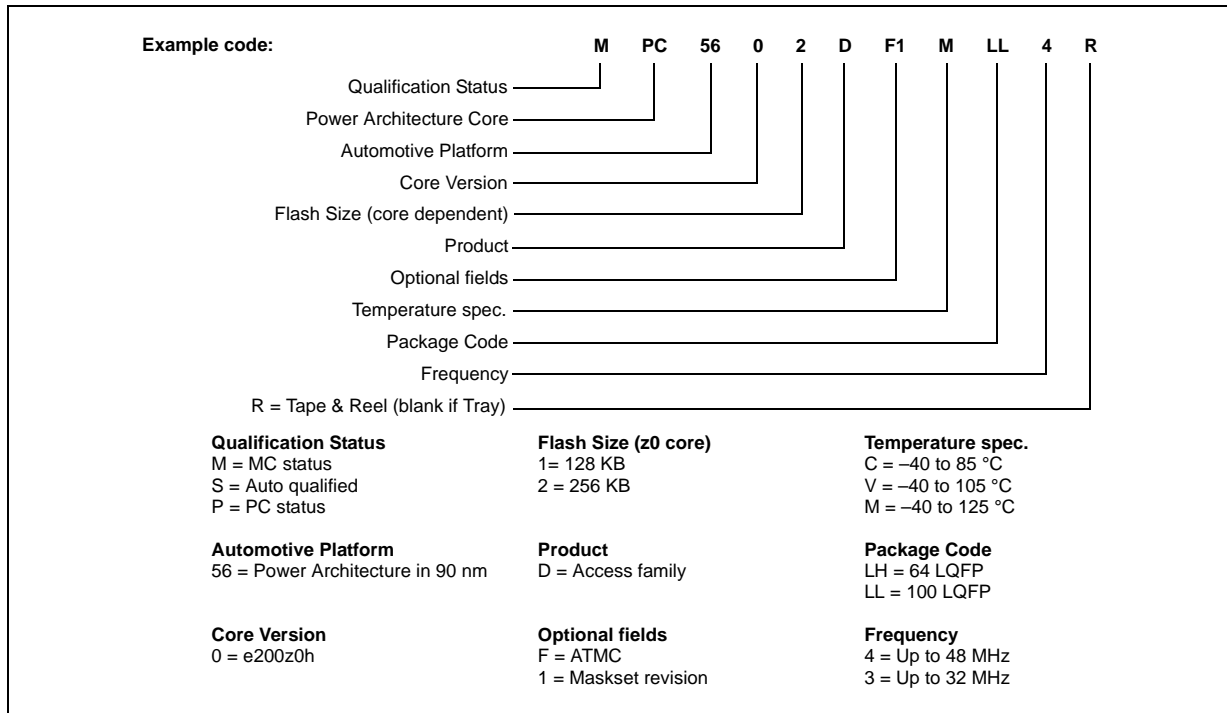 Example code: M PC 56 0 2 D F1 M LL 4 R
Qualification Status
Power Architecture Core
Automotive Platform
Core Version
Flash Size (core dependent)
Product
Optional fields
Temperature spec.
Package Code
Frequency
R = Tape & Reel (blank if Tray)
Qualification Status
M = MC status
S = Auto qualified
P = PC status
Flash Size (z0 core)
1= 128 KB
2 = 256 KB
Temperature spec.
C = –40 to 85 °C
V = –40 to 105 °C
M = –40 to 125 °C
Automotive Platform
56 = Power Architecture in 90 nm
Product
D = Access family
Package Code
LH = 64 LQFP
LL = 100 LQFP
Core Version
0 = e200z0h
Optional fields
F = ATMC
1 = Maskset revision
Frequency
4 = Up to 48 MHz
3 = Up to 32 MHz